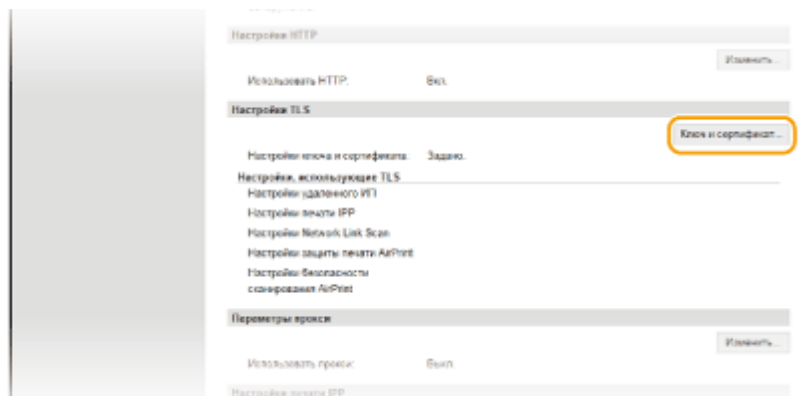 Настройки HTTP
Изменить...
Использовать HTTP: Вкл.
Настройки TLS
Ключ и сертификат...
Настройки ключа и сертификата: Задано.
Настройки, использующие TLS
Настройки удаленного ИП
Настройки печати IPP
Настройки Network Link Scan
Настройки защиты печати AirPrint
Настройки безопасности
сканирования AirPrint
Параметры прокси
Изменить...
Использовать прокси: Выкл.
Настройки печати IPP